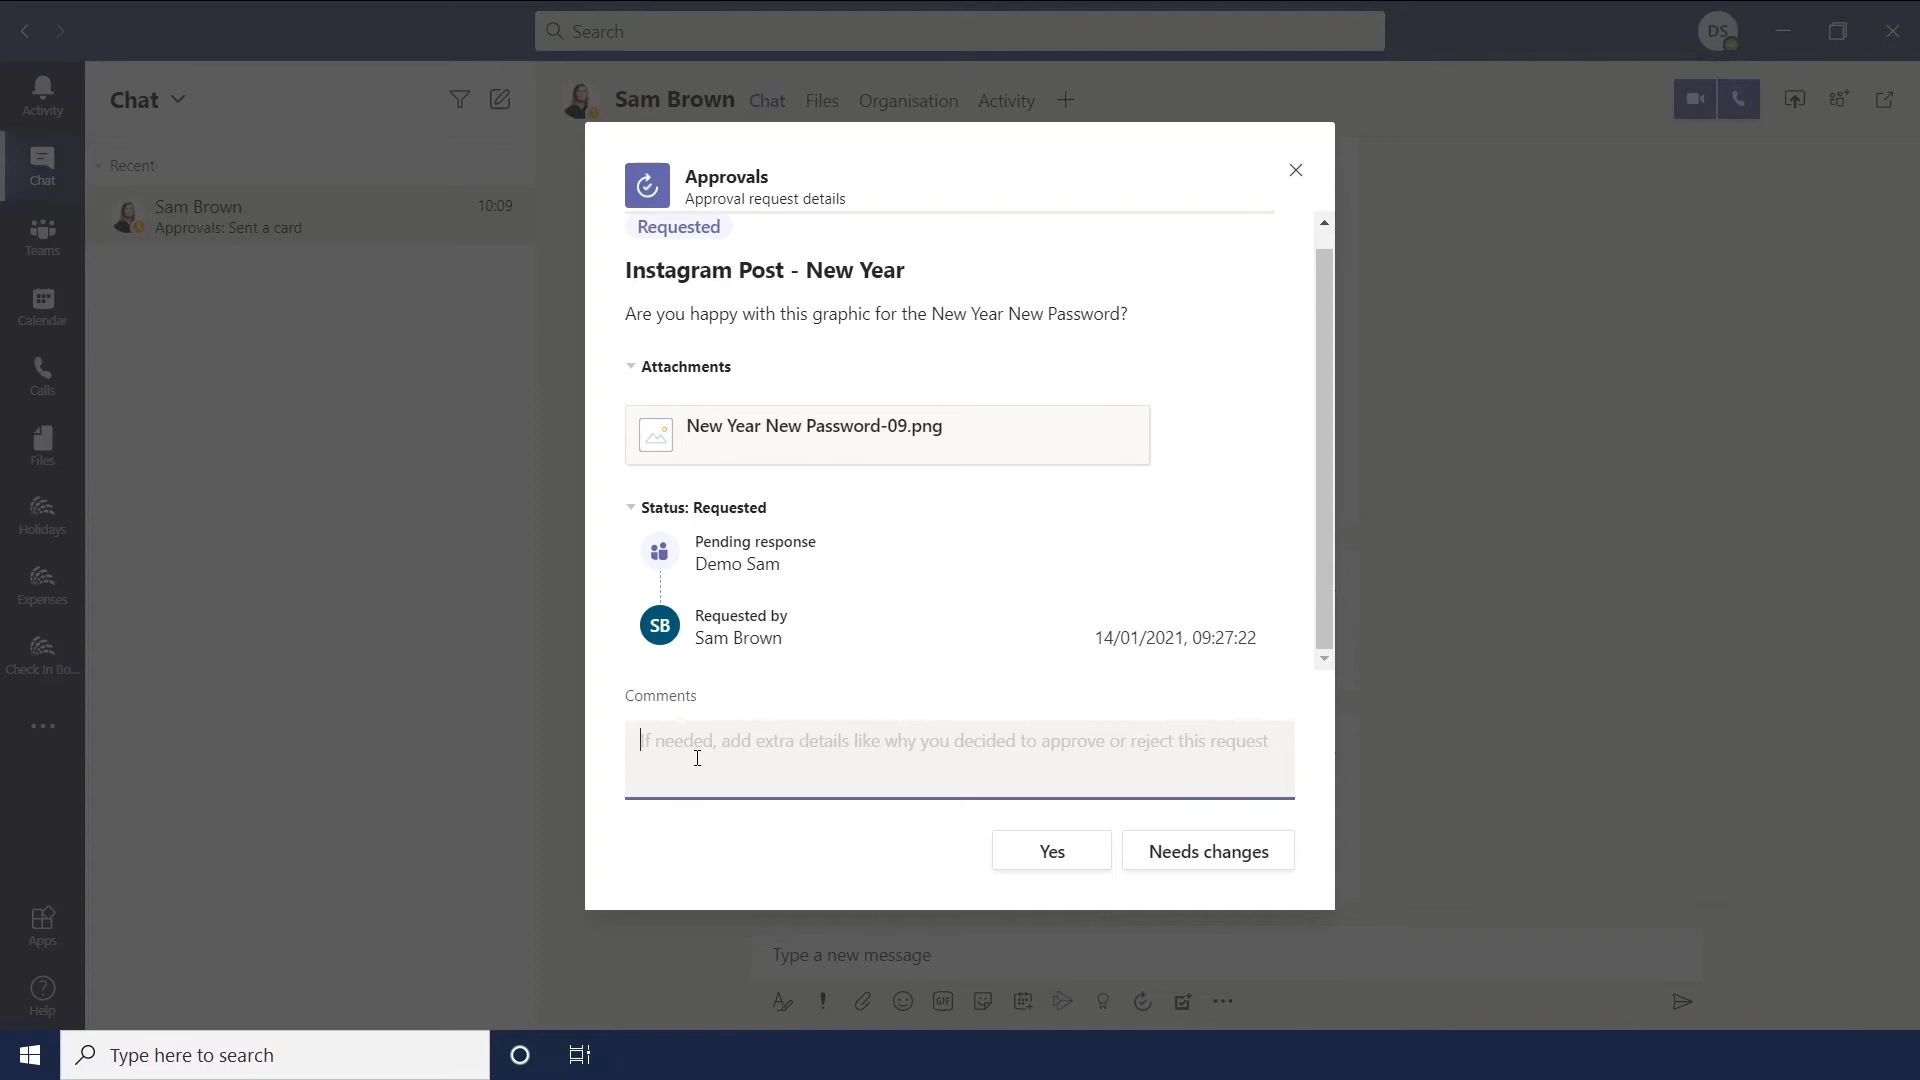 Search
DS
Activity
Chat
Teams
Calendar
Calls
Files
Holidays
Expenses
Check In Bo...
Apps
Help
Chat
Recent
Sam Brown
10:09
Approvals: Sent a card
Sam Brown Chat Files Organisation Activity
Approvals
Approval request details
Requested
Instagram Post - New Year
Are you happy with this graphic for the New Year New Password?
Attachments
New Year New Password-09.png
Status: Requested
Pending response
Demo Sam
SB
Requested by
Sam Brown
14/01/2021, 09:27:22
Comments
If needed, add extra details like why you decided to approve or reject this request
Yes
Needs changes
Type a new message
GIF
Type here to search